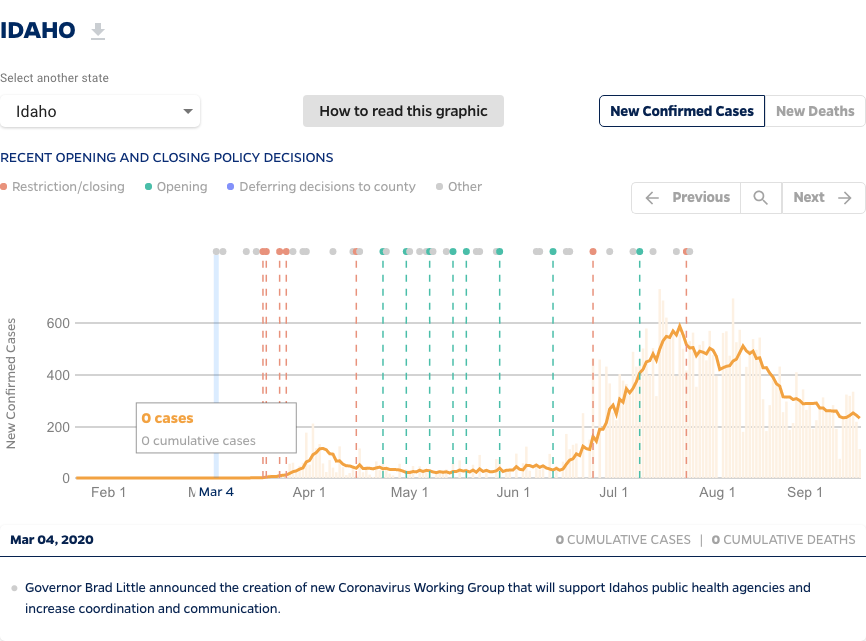 IDAHO
Select another state
Idaho
How to read this graphic
New Confirmed Cases
New Deaths
RECENT OPENING AND CLOSING POLICY DECISIONS
Restriction/closing
Opening
Deferring decisions to county
Other
Previous
Next
New Confirmed Cases
600
400
200
0
0 cases
0 cumulative cases
Feb 1
Mar 4
Apr 1
May 1
Jun 1
Jul 1
Aug 1
Sep 1
Mar 04, 2020
0 CUMULATIVE CASES | 0 CUMULATIVE DEATHS
Governor Brad Little announced the creation of new Coronavirus Working Group that will support Idahos public health agencies and
increase coordination and communication.